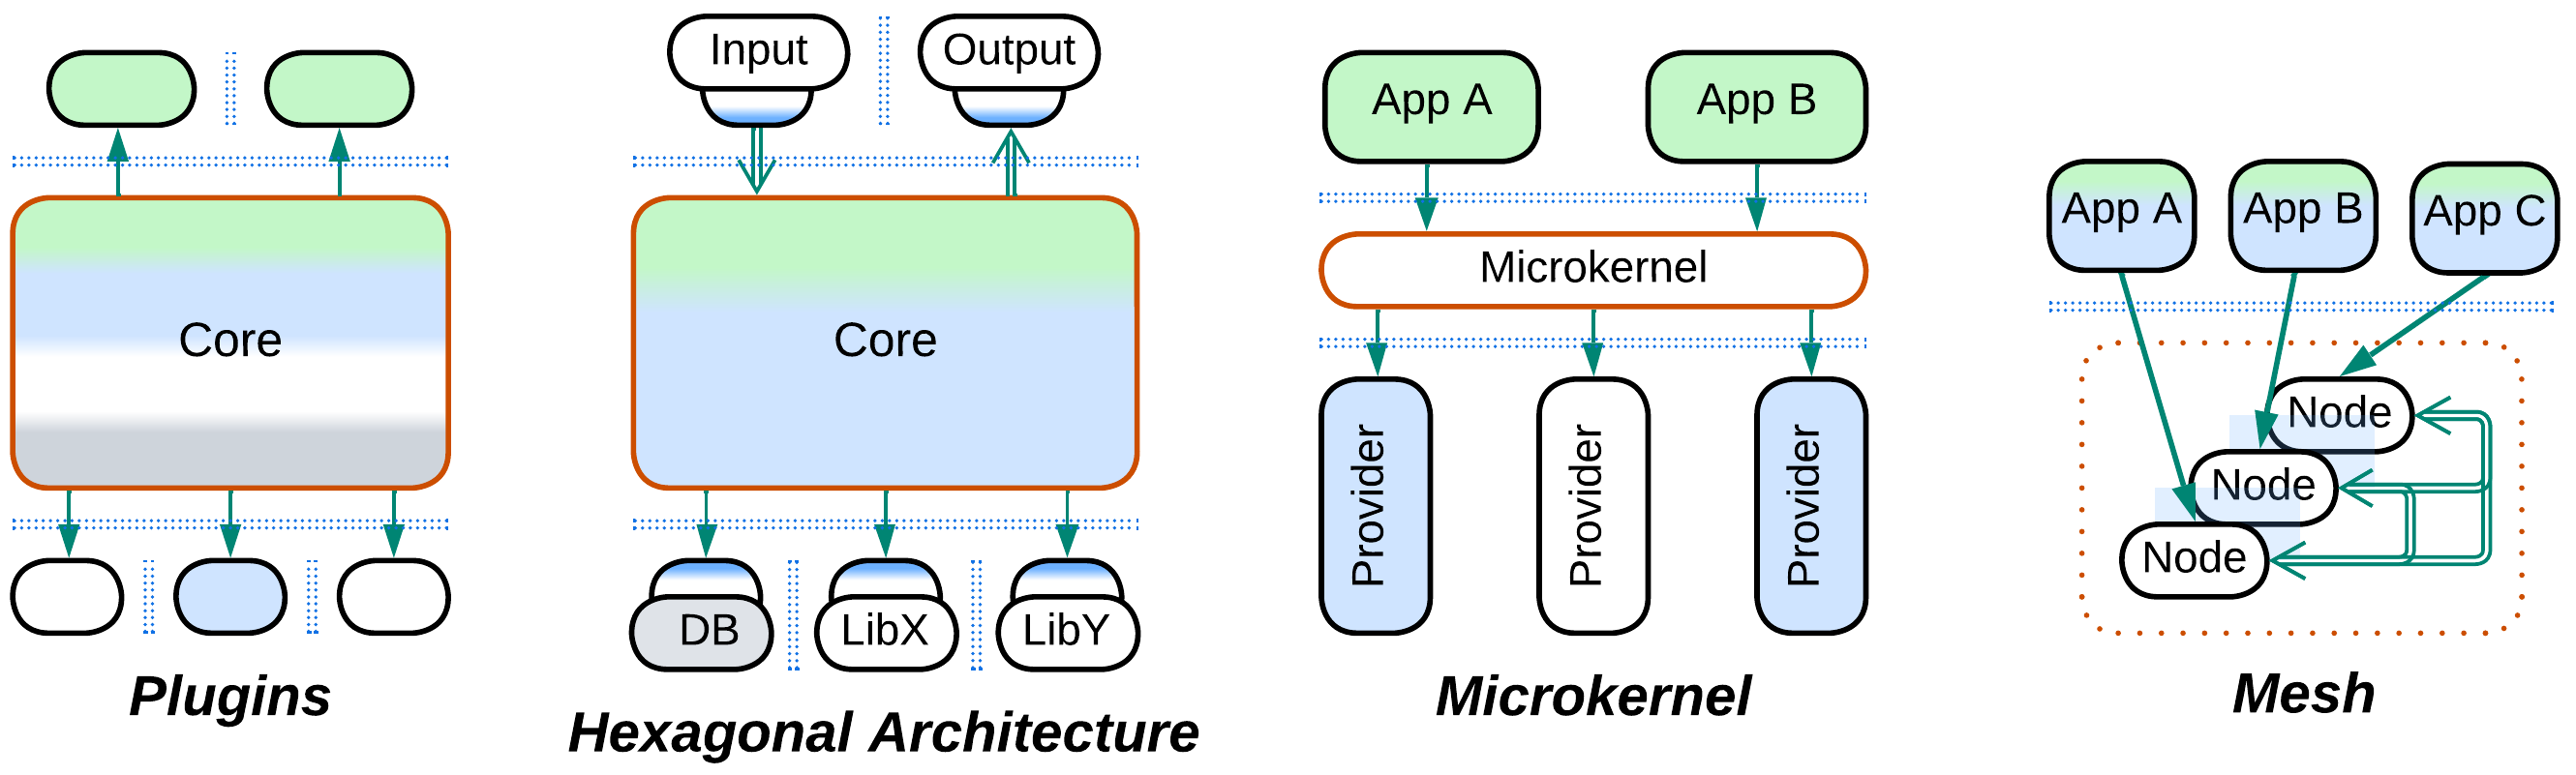 Core
Plugins
Input
Output
Core
DB
LibX
LibY
Hexagonal Architecture
App A
App B
Microkernel
Provider
Provider
Provider
Microkernel
App A
App B
App C
Node
Node
Node
Mesh